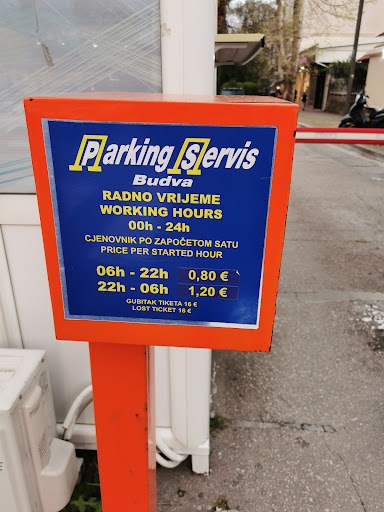 Parking Servis
Budva
RADNO VRIJEME
WORKING HOURS
00h - 24h
CJENOVNIK PO ZAPOČETOM SATU
PRICE PER STARTED HOUR
06h - 22h 0,80 €
22h - 06h 1,20 €
GUBITAK TIKETA 16 €
LOST TICKET 16 €